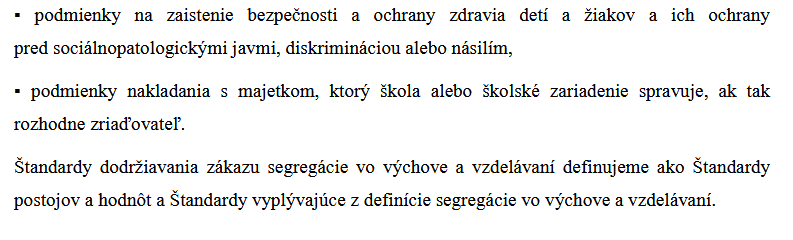 ▪ podmienky na zaistenie bezpečnosti a ochrany zdravia detí a žiakov a ich ochrany
pred sociálnopatologickými javmi, diskrimináciou alebo násilím,
▪ podmienky nakladania s majetkom, ktorý škola alebo školské zariadenie spravuje, ak tak
rozhodne zriaďovateľ.
Štandardy dodržiavania zákazu segregácie vo výchove a vzdelávaní definujeme ako Štandardy
postojov a hodnôt a Štandardy vyplývajúce z definície segregácie vo výchove a vzdelávaní.